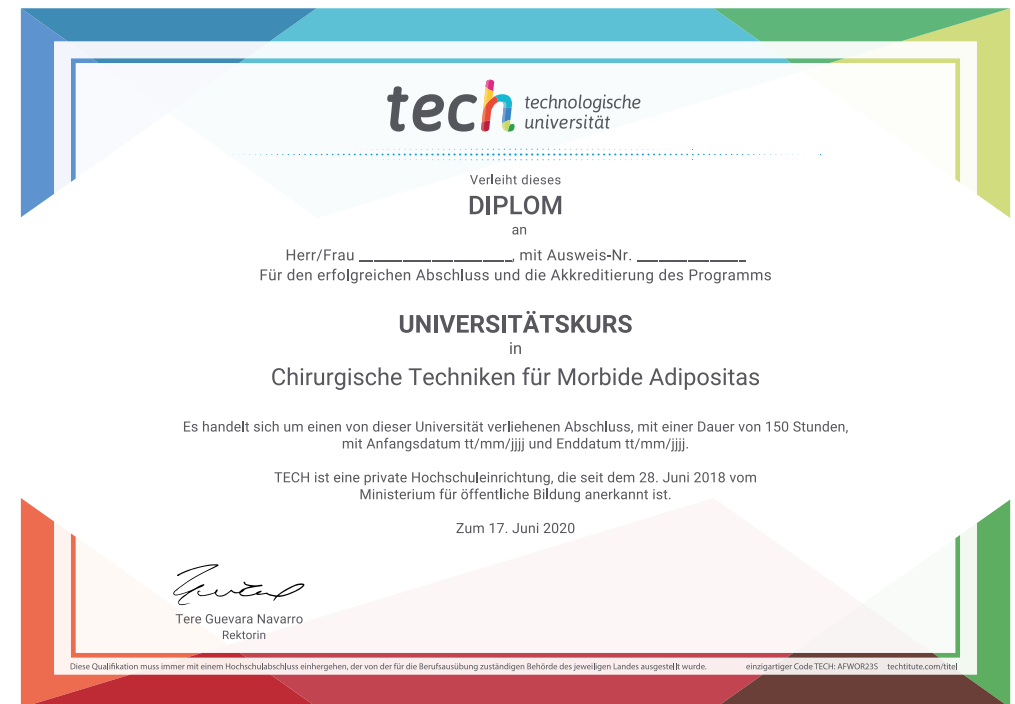 tech technologische
universität
Verleiht dieses
DIPLOM
an
Herr/Frau ____________________, mit Ausweis-Nr. ______________
Für den erfolgreichen Abschluss und die Akkreditierung des Programms
UNIVERSITÄTSKURS
in
Chirurgische Techniken für Morbide Adipositas
Es handelt sich um einen von dieser Universität verliehenen Abschluss, mit einer Dauer von 150 Stunden,
mit Anfangsdatum tt/mm/jjjj und Enddatum tt/mm/jjjj.
TECH ist eine private Hochschuleinrichtung, die seit dem 28. Juni 2018 vom
Ministerium für öffentliche Bildung anerkannt ist.
Zum 17. Juni 2020
Tere Guevara Navarro
Rektorin
Diese Qualifikation muss immer mit einem Hochschulabschluss einhergehen, der von der für die Berufsausübung zuständigen Behörde des jeweiligen Landes ausgestellt wurde. einzigartiger Code TECH: AFWOR23S techtitute.com/titel